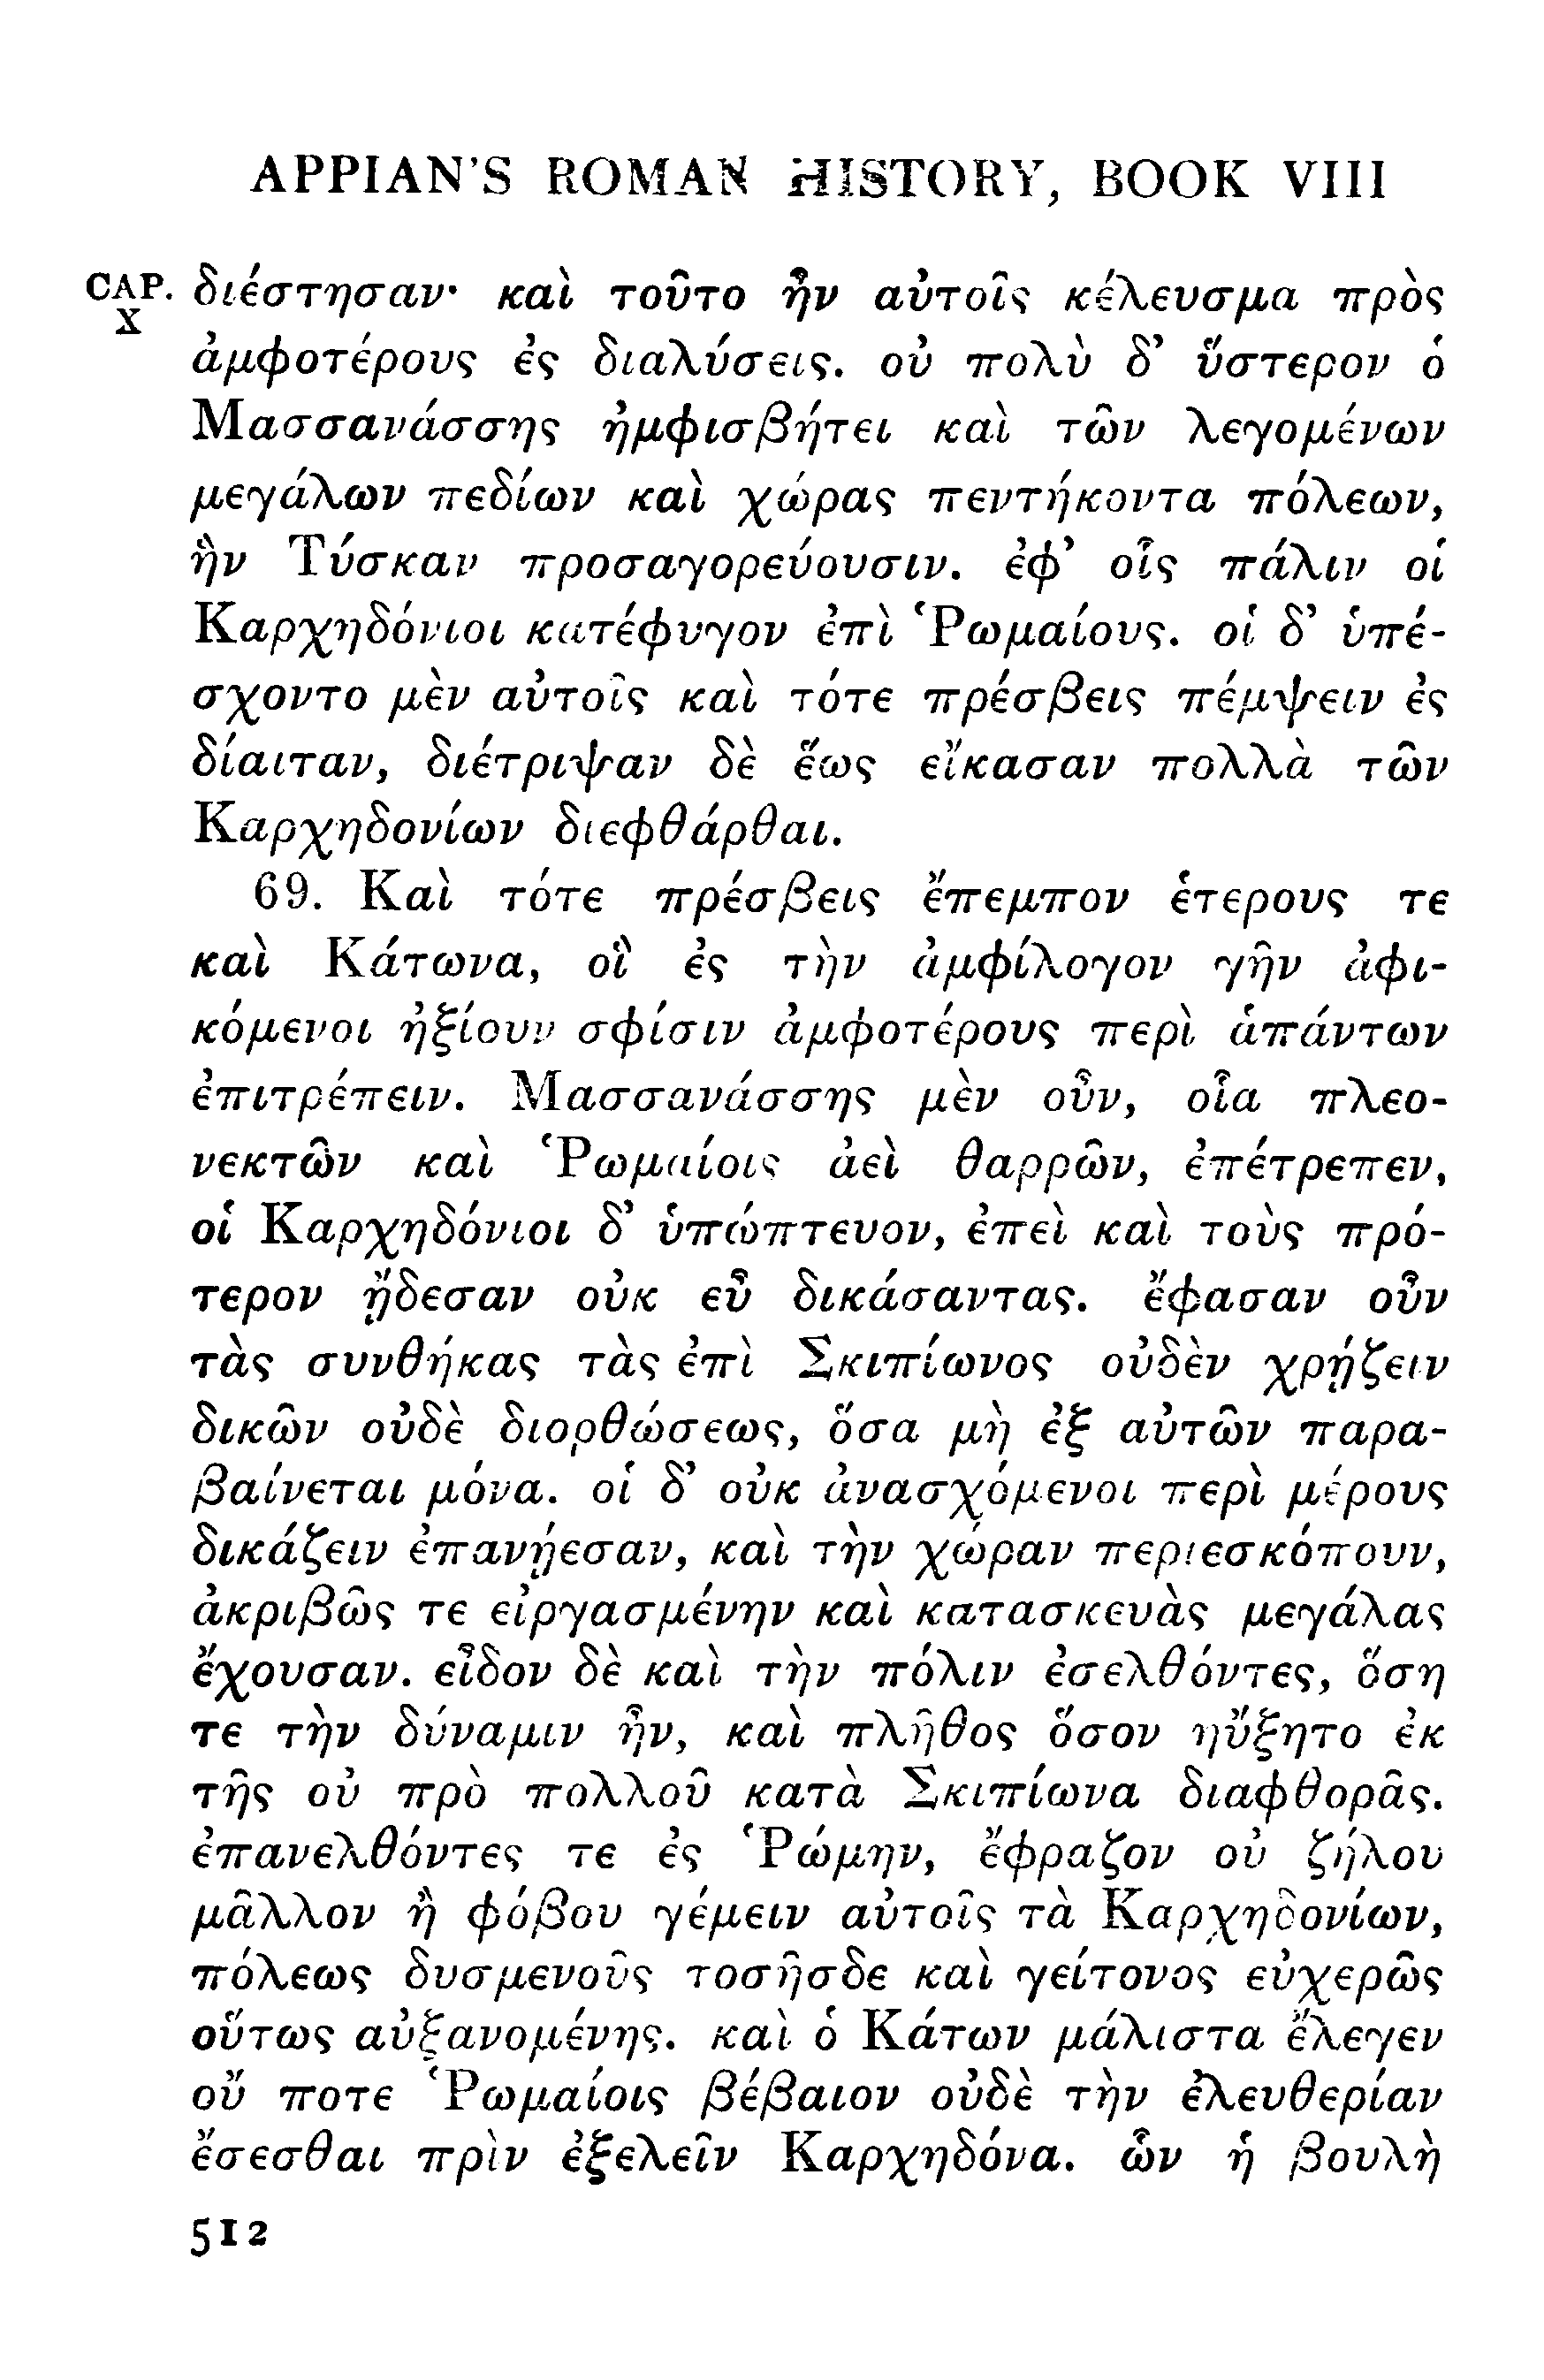 APPIAN'S ROMAN HISTORY, BOOK VIII
CAP. X διέστησαν· καὶ τοῦτο ἦν αὐτοῖς κέλευσμα πρὸς
ἀμφοτέρους ἐς διαλύσεις. οὐ πολὺ δ’ ὕστερον ὁ
Μασσανάσσης ἠμφισβήτει καὶ τῶν λεγομένων
μεγάλων πεδίων καὶ χώρας πεντήκοντα πόλεων,
ἣν Τύσκαν προσαγορεύουσιν. ἐφ’ οἷς πάλιν οἱ
Καρχηδόνιοι κατέφυγον ἐπὶ Ῥωμαίους. οἱ δ’ ὑπέ-
σχοντο μὲν αὐτοῖς καὶ τότε πρέσβεις πέμψειν ἐς
δίαιταν, διέτριψαν δὲ ἕως εἴκασαν πολλὰ τῶν
Καρχηδονίων διεφθάρθαι.
69. Καὶ τότε πρέσβεις ἔπεμπον ἑτέρους τε
καὶ Κάτωνα, οἳ ἐς τὴν ἀμφίλογον γῆν ἀφι-
κόμενοι ἠξίουν σφίσιν ἀμφοτέρους περὶ ἁπάντων
ἐπιτρέπειν. Μασσανάσσης μὲν οὖν, οἷα πλεο-
νεκτῶν καὶ Ῥωμαίοις ἀεὶ θαρρῶν, ἐπέτρεπεν,
οἱ Καρχηδόνιοι δ’ ὑπώπτευον, ἐπεὶ καὶ τοὺς πρό-
τερον ᾔδεσαν οὐκ εὖ δικάσαντας. ἔφασαν οὖν
τὰς συνθήκας τὰς ἐπὶ Σκιπίωνος οὐδὲν χρῄζειν
δικῶν οὐδὲ διορθώσεως, ὅσα μὴ ἐξ αὐτῶν παρα-
βαίνεται μόνα. οἱ δ’ οὐκ ἀνασχόμενοι περὶ μέρους
δικάζειν ἐπανῄεσαν, καὶ τὴν χώραν περιεσκόπουν,
ἀκριβῶς τε εἰργασμένην καὶ κατασκευὰς μεγάλας
ἔχουσαν. εἶδον δὲ καὶ τὴν πόλιν ἐσελθόντες, ὅση
τε τὴν δύναμιν ἦν, καὶ πλῆθος ὅσον ηὔξητο ἐκ
τῆς οὐ πρὸ πολλοῦ κατὰ Σκιπίωνα διαφθορᾶς.
ἐπανελθόντες τε ἐς Ῥώμην, ἔφραζον οὐ ζήλου
μᾶλλον ἢ φόβου γέμειν αὐτοῖς τὰ Καρχηδονίων,
πόλεως δυσμενοῦς τοσῆσδε καὶ γείτονος εὐχερῶς
οὕτως αὐξανομένης. καὶ ὁ Κάτων μάλιστα ἔλεγεν
οὔ ποτε Ῥωμαίοις βέβαιον οὐδὲ τὴν ἐλευθερίαν
ἔσεσθαι πρὶν ἐξελεῖν Καρχηδόνα. ὧν ἡ βουλὴ
512